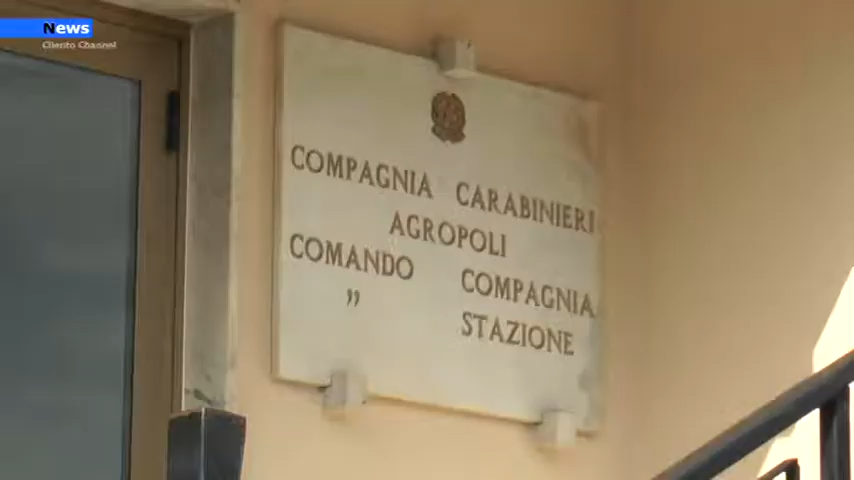 News
Cilento Channel
COMPAGNIA CARABINIERI
AGROPOLI
COMANDO COMPAGNIA
” STAZIONE